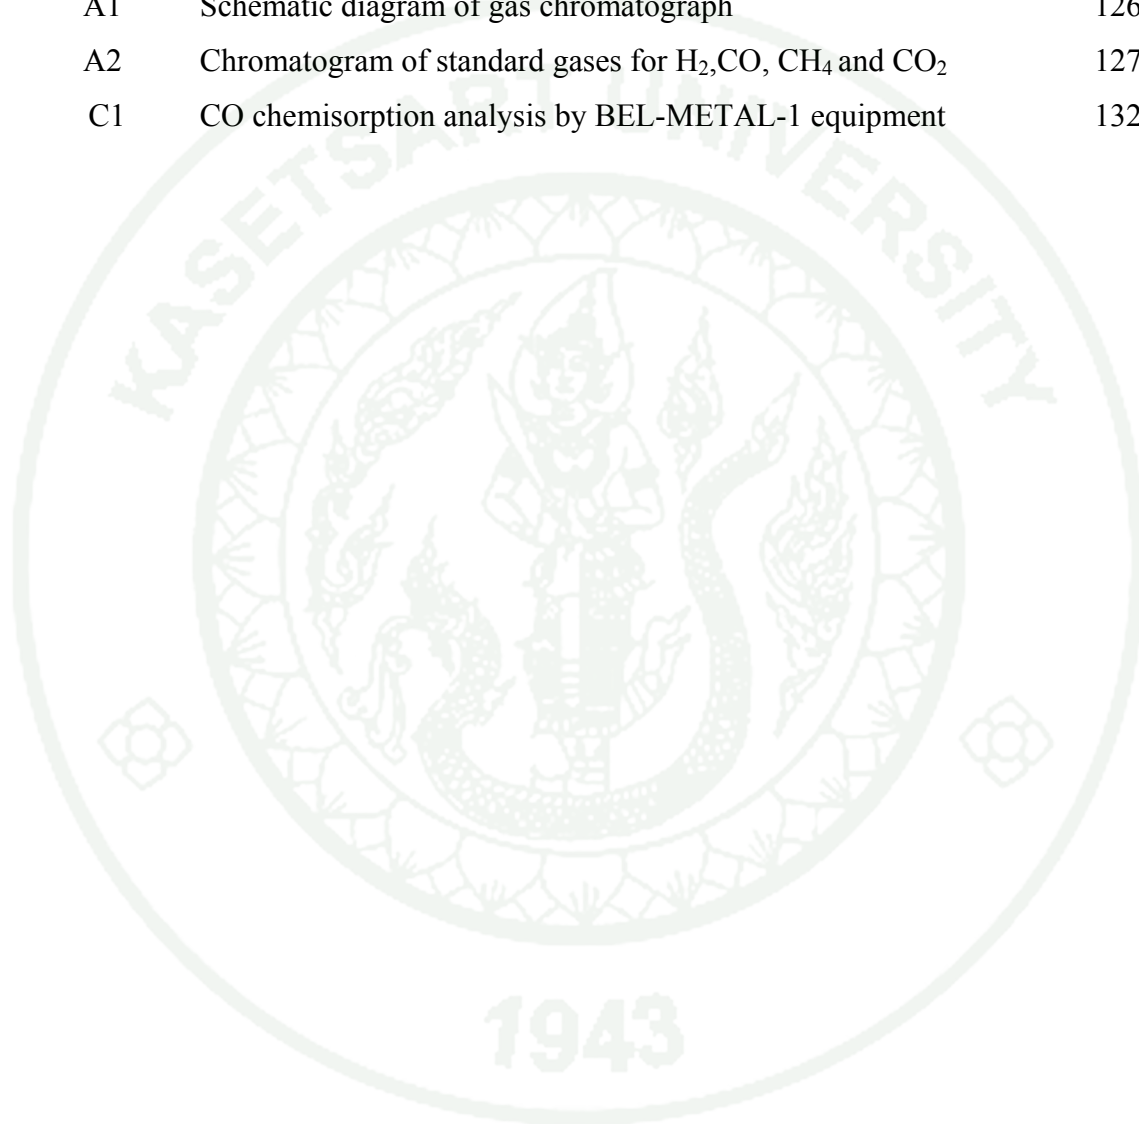 A1 Schematic diagram of gas chromatograph 126
A2 Chromatogram of standard gases for H₂,CO, CH₄ and CO₂ 127
C1 CO chemisorption analysis by BEL-METAL-1 equipment 132
KASETSART UNIVERSITY
1943